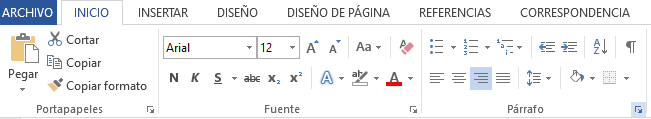 ARCHIVO INICIO INSERTAR DISEÑO DISEÑO DE PÁGINA REFERENCIAS CORRESPONDENCIA
Pegar
Cortar
Copiar
Copiar formato
Portapapeles
Arial 12 A A Aa A
N K S abc x₂ x² A ab A
Fuente
A Z ¶
Párrafo